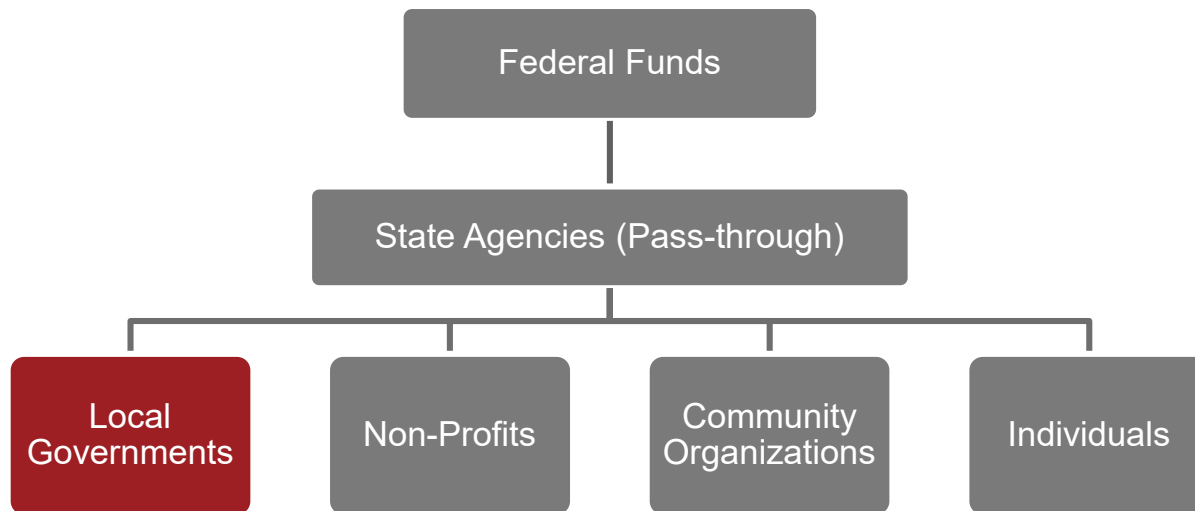 Federal Funds
State Agencies (Pass-through)
Local
Governments
Non-Profits
Community
Organizations
Individuals